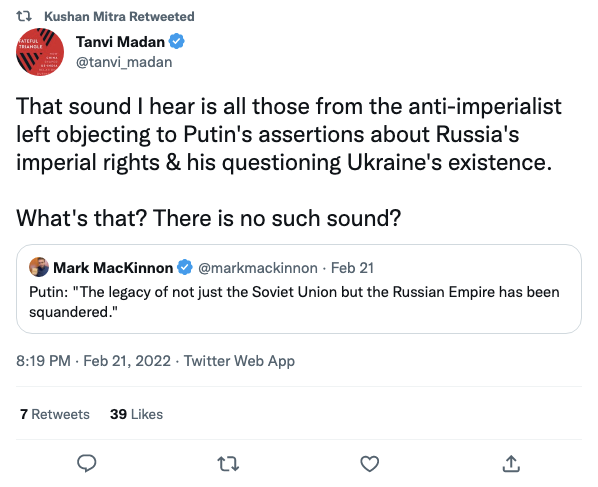 Kushan Mitra Retweeted
FATEFUL
TRIANGLE
Tanvi Madan
@tanvi_madan
That sound I hear is all those from the anti-imperialist
left objecting to Putin's assertions about Russia's
imperial rights & his questioning Ukraine's existence.
What's that? There is no such sound?
Mark MacKinnon @markmackinnon · Feb 21
Putin: "The legacy of not just the Soviet Union but the Russian Empire has been
squandered."
8:19 PM · Feb 21, 2022 · Twitter Web App
7 Retweets 39 Likes